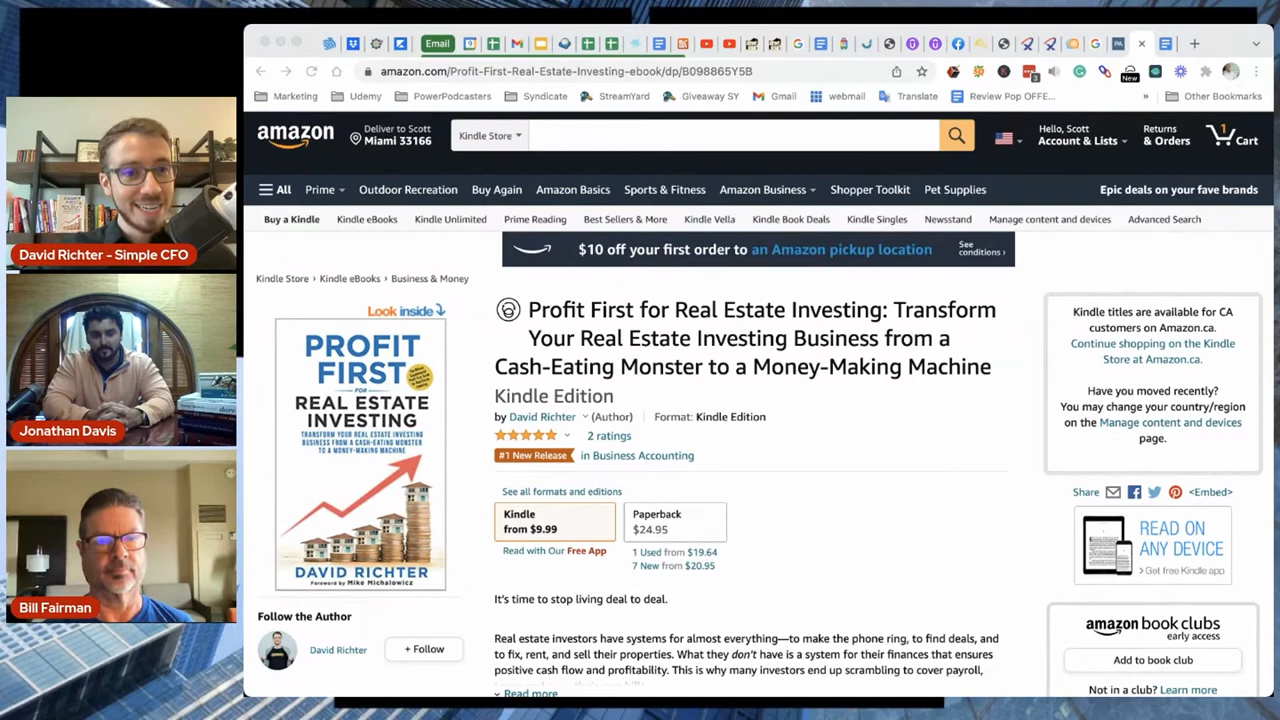 David Richter - Simple CFO
Jonathan Davis
Bill Fairman
Email
amazon.com/Profit-First-Real-Estate-Investing-ebook/dp/B098865Y5B
3
New
Marketing
Udemy
PowerPodcasters
Syndicate
StreamYard
Giveaway SY
Gmail
webmail
Translate
Review Pop OFFE...
»
Other Bookmarks
amazon
Deliver to Scott
Miami 33166
Kindle Store
Hello, Scott
Account & Lists
Returns
& Orders
1
Cart
All
Prime
Outdoor Recreation
Buy Again
Amazon Basics
Sports & Fitness
Amazon Business
Shopper Toolkit
Pet Supplies
Epic deals on your fave brands
Buy a Kindle
Kindle eBooks
Kindle Unlimited
Prime Reading
Best Sellers & More
Kindle Vella
Kindle Book Deals
Kindle Singles
Newsstand
Manage content and devices
Advanced Search
$10 off your first order to an Amazon pickup location
See
conditions ›
Kindle Store › Kindle eBooks › Business & Money
Look inside
PROFIT
FIRST
FOR
REAL ESTATE
INVESTING
TRANSFORM YOUR REAL ESTATE INVESTING
BUSINESS FROM A CASH-EATING MONSTER
TO A MONEY-MAKING MACHINE
DAVID RICHTER
Foreword by Mike Michalowicz
Follow the Author
David Richter
+ Follow
Profit First for Real Estate Investing: Transform
Your Real Estate Investing Business from a
Cash-Eating Monster to a Money-Making Machine
Kindle Edition
by David Richter (Author) Format: Kindle Edition
2 ratings
#1 New Release in Business Accounting
See all formats and editions
Kindle
from $9.99
Paperback
$24.95
Read with Our Free App
1 Used from $19.64
7 New from $20.95
It's time to stop living deal to deal.
Real estate investors have systems for almost everything—to make the phone ring, to find deals, and
to fix, rent, and sell their properties. What they don't have is a system for their finances that ensures
positive cash flow and profitability. This is why many investors end up scrambling to cover payroll,
Read more
Kindle titles are available for CA
customers on Amazon.ca.
Continue shopping on the Kindle
Store at Amazon.ca.
Have you moved recently?
You may change your country/region
on the Manage content and devices
page.
Share
<Embed>
READ ON
ANY DEVICE
› Get free Kindle app
amazon book clubs
early access
Add to book club
Not in a club? Learn more